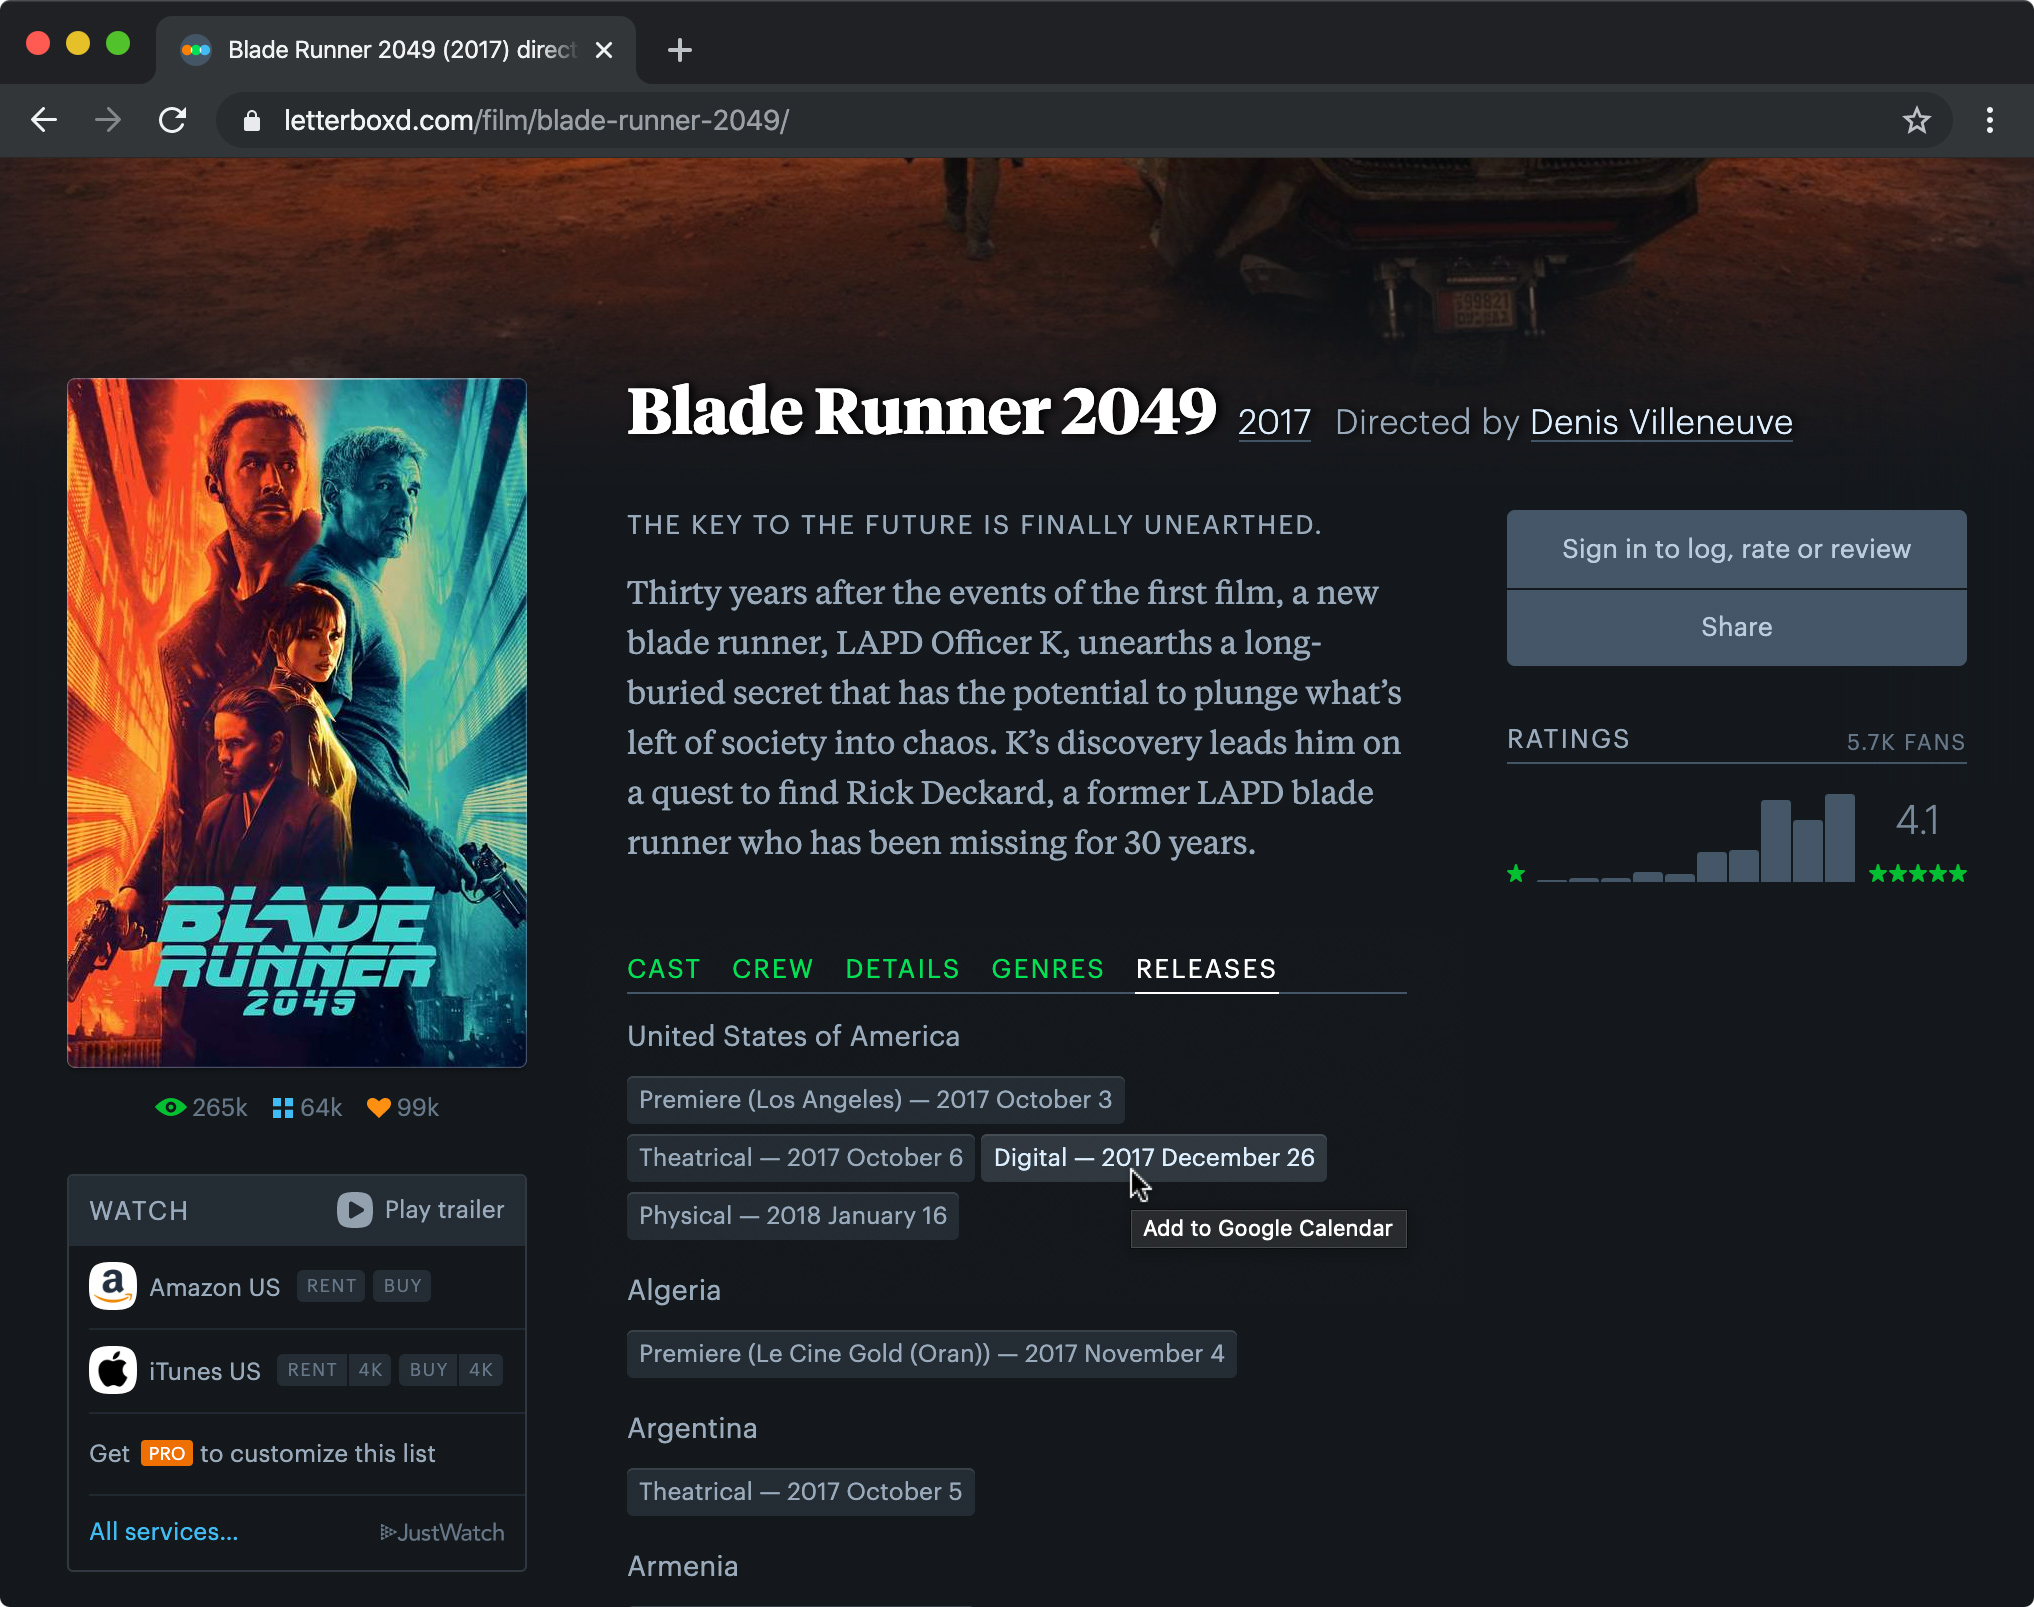 Blade Runner 2049 (2017) direct
letterboxd.com/film/blade-runner-2049/
Blade Runner 2049 2017 Directed by Denis Villeneuve
THE KEY TO THE FUTURE IS FINALLY UNEARTHED.
Thirty years after the events of the first film, a new
blade runner, LAPD Officer K, unearths a long-
buried secret that has the potential to plunge what’s
left of society into chaos. K’s discovery leads him on
a quest to find Rick Deckard, a former LAPD blade
runner who has been missing for 30 years.
Sign in to log, rate or review
Share
RATINGS 5.7K FANS
4.1
BLADE
RUNNER
2049
265k 64k 99k
WATCH Play trailer
Amazon US RENT BUY
iTunes US RENT 4K BUY 4K
Get PRO to customize this list
All services… JustWatch
CAST CREW DETAILS GENRES RELEASES
United States of America
Premiere (Los Angeles) — 2017 October 3
Theatrical — 2017 October 6 Digital — 2017 December 26
Physical — 2018 January 16
Add to Google Calendar
Algeria
Premiere (Le Cine Gold (Oran)) — 2017 November 4
Argentina
Theatrical — 2017 October 5
Armenia